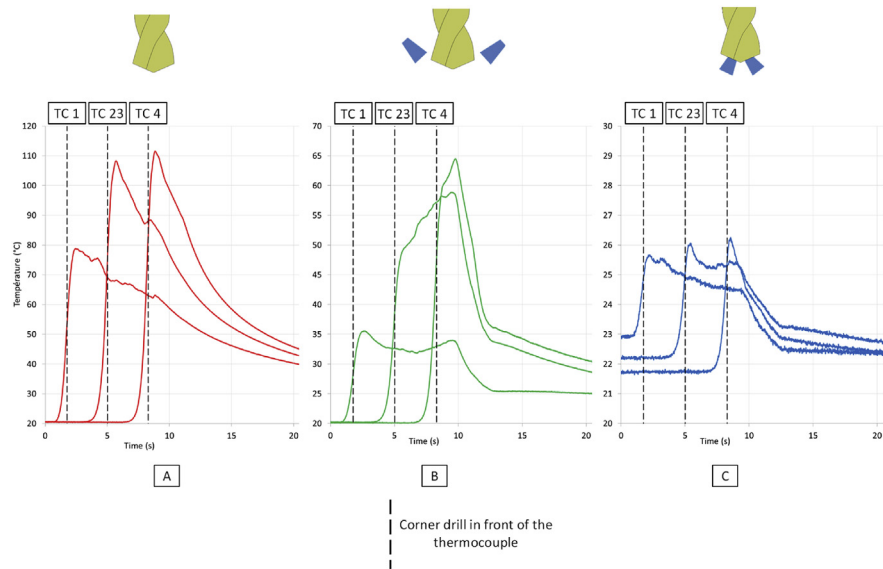 TC 1 TC 23 TC 4
120
110
100
90
80
70
60
50
40
30
20
0 5 10 15 20
Température (°C)
Time (s)
A
TC 1 TC 23 TC 4
70
65
60
55
50
45
40
35
30
25
20
0 5 10 15 20
Time (s)
B
TC 1 TC 23 TC 4
30
29
28
27
26
25
24
23
22
21
20
0 5 10 15 20
Time (s)
C
Corner drill in front of the
thermocouple